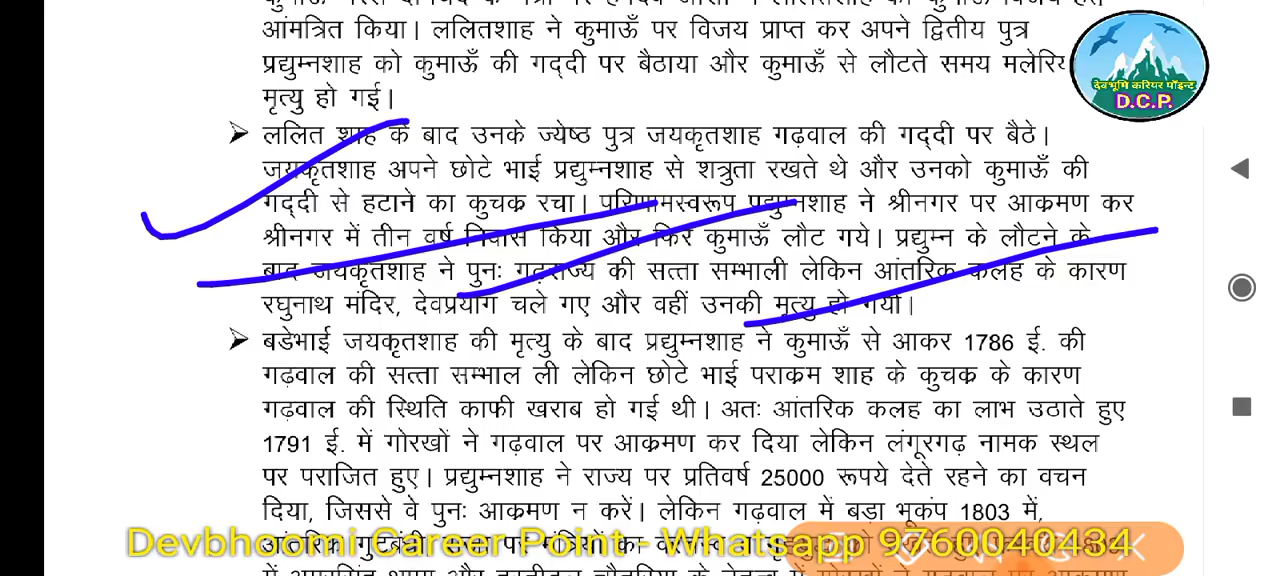 आंमत्रित किया। ललितशाह ने कुमाऊँ पर विजय प्राप्त कर अपने द्वितीय पुत्र
प्रद्युम्नशाह को कुमाऊँ की गद्दी पर बैठाया और कुमाऊँ से लौटते समय
मृत्यु हो गई।
देवभूमि करियर पॉइन्ट
D.C.P.
➢ ललित शाह के बाद उनके ज्येष्ठ पुत्र जयकृतशाह गढ़वाल की गद्दी पर बैठे।
जयकृतशाह अपने छोटे भाई प्रद्युम्नशाह से शत्रुता रखते थे और उनको कुमाऊँ की
गद्दी से हटाने का कुचक्र रचा। परिणामस्वरूप प्रद्युम्नशाह ने श्रीनगर पर आक्रमण कर
श्रीनगर में तीन वर्ष निवास किया और फिर कुमाऊँ लौट गये। प्रद्युम्न के लौटने के
बाद जयकृतशाह ने पुनः गढ़राज्य की सत्ता सम्भाली लेकिन आंतरिक कलह के कारण
रघुनाथ मंदिर, देवप्रयाग चले गए और वहीं उनकी मृत्यु हो गयी।
➢ बडेभाई जयकृतशाह की मृत्यु के बाद प्रद्युम्नशाह ने कुमाऊँ से आकर 1786 ई. की
गढ़वाल की सत्ता सम्भाल ली लेकिन छोटे भाई पराक्रम शाह के कुचक्र के कारण
गढ़वाल की स्थिति काफी खराब हो गई थी। अतः आंतरिक कलह का लाभ उठाते हुए
1791 ई. में गोरखों ने गढ़वाल पर आक्रमण कर दिया लेकिन लंगूरगढ़ नामक स्थल
पर पराजित हुए। प्रद्युम्नशाह ने राज्य पर प्रतिवर्ष 25000 रूपये देते रहने का वचन
दिया, जिससे वे पुनः आक्रमण न करें। लेकिन गढ़वाल में बड़ा भूकंप 1803 में,
Devbhoomi Career Point - Whatsapp 9760040434